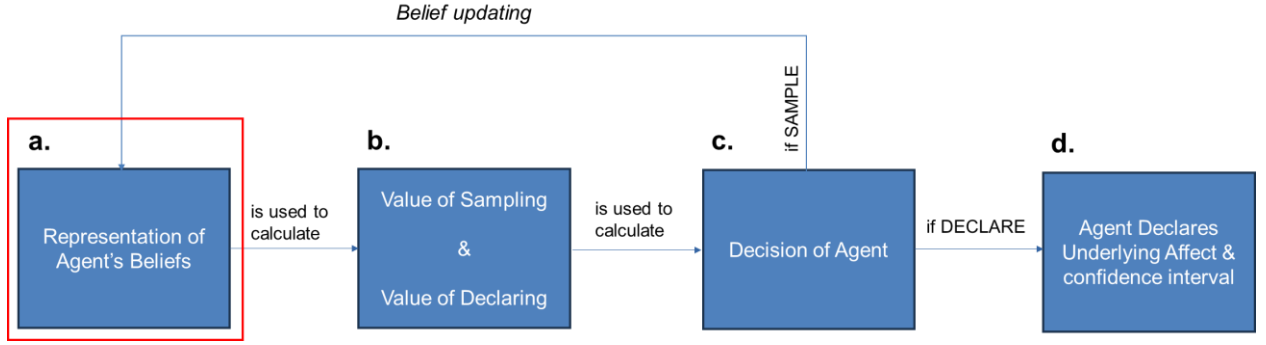 Belief updating
if SAMPLE
a.
b.
c.
d.
Representation of
Agent's Beliefs
is used to
calculate
Value of Sampling
&
Value of Declaring
is used to
calculate
Decision of Agent
if DECLARE
Agent Declares
Underlying Affect &
confidence interval